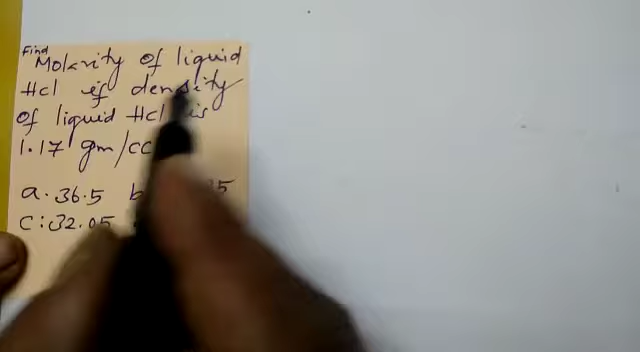 Find
Molarity of liquid
Hcl if density
of liquid Hcl is
1.17 gm/cc
a. 36.5 b
c: 32.05